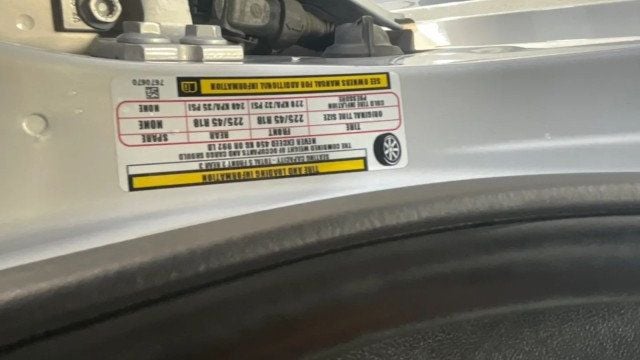 TIRE AND LOADING INFORMATION
SEATING CAPACITY TOTAL 5 FRONT 2 REAR 3
THE COMBINED WEIGHT OF OCCUPANTS AND CARGO SHOULD
NEVER EXCEED 450 KG OR 992 LB
TIRE FRONT REAR SPARE
ORIGINAL TIRE SIZE 225/45 R18 225/45 R18 NONE
COLD TIRE INFLATION PRESSURE 220 KPA/32 PSI 240 KPA/35 PSI NONE
SEE OWNERS MANUAL FOR ADDITIONAL INFORMATION
7670670